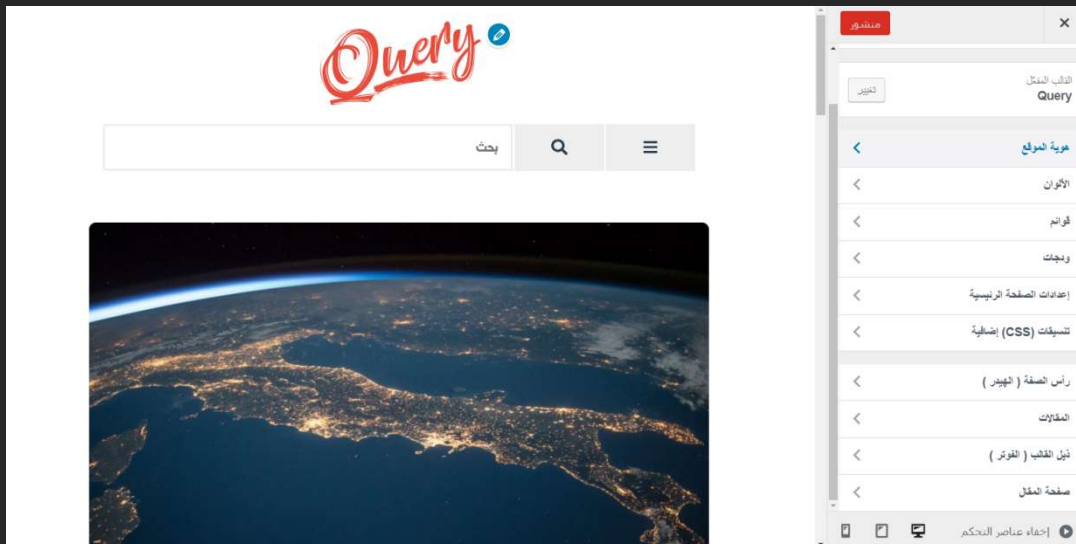 Query
بحث
منشور
القالب المفعّل
Query
تغيير
هوية الموقع
الألوان
قوائم
ودجات
إعدادات الصفحة الرئيسية
تنسيقات (CSS) إضافية
رأس الصفة ( الهيدر )
المقالات
ذيل القالب ( الفوتر )
صفحة المقال
إخفاء عناصر التحكم